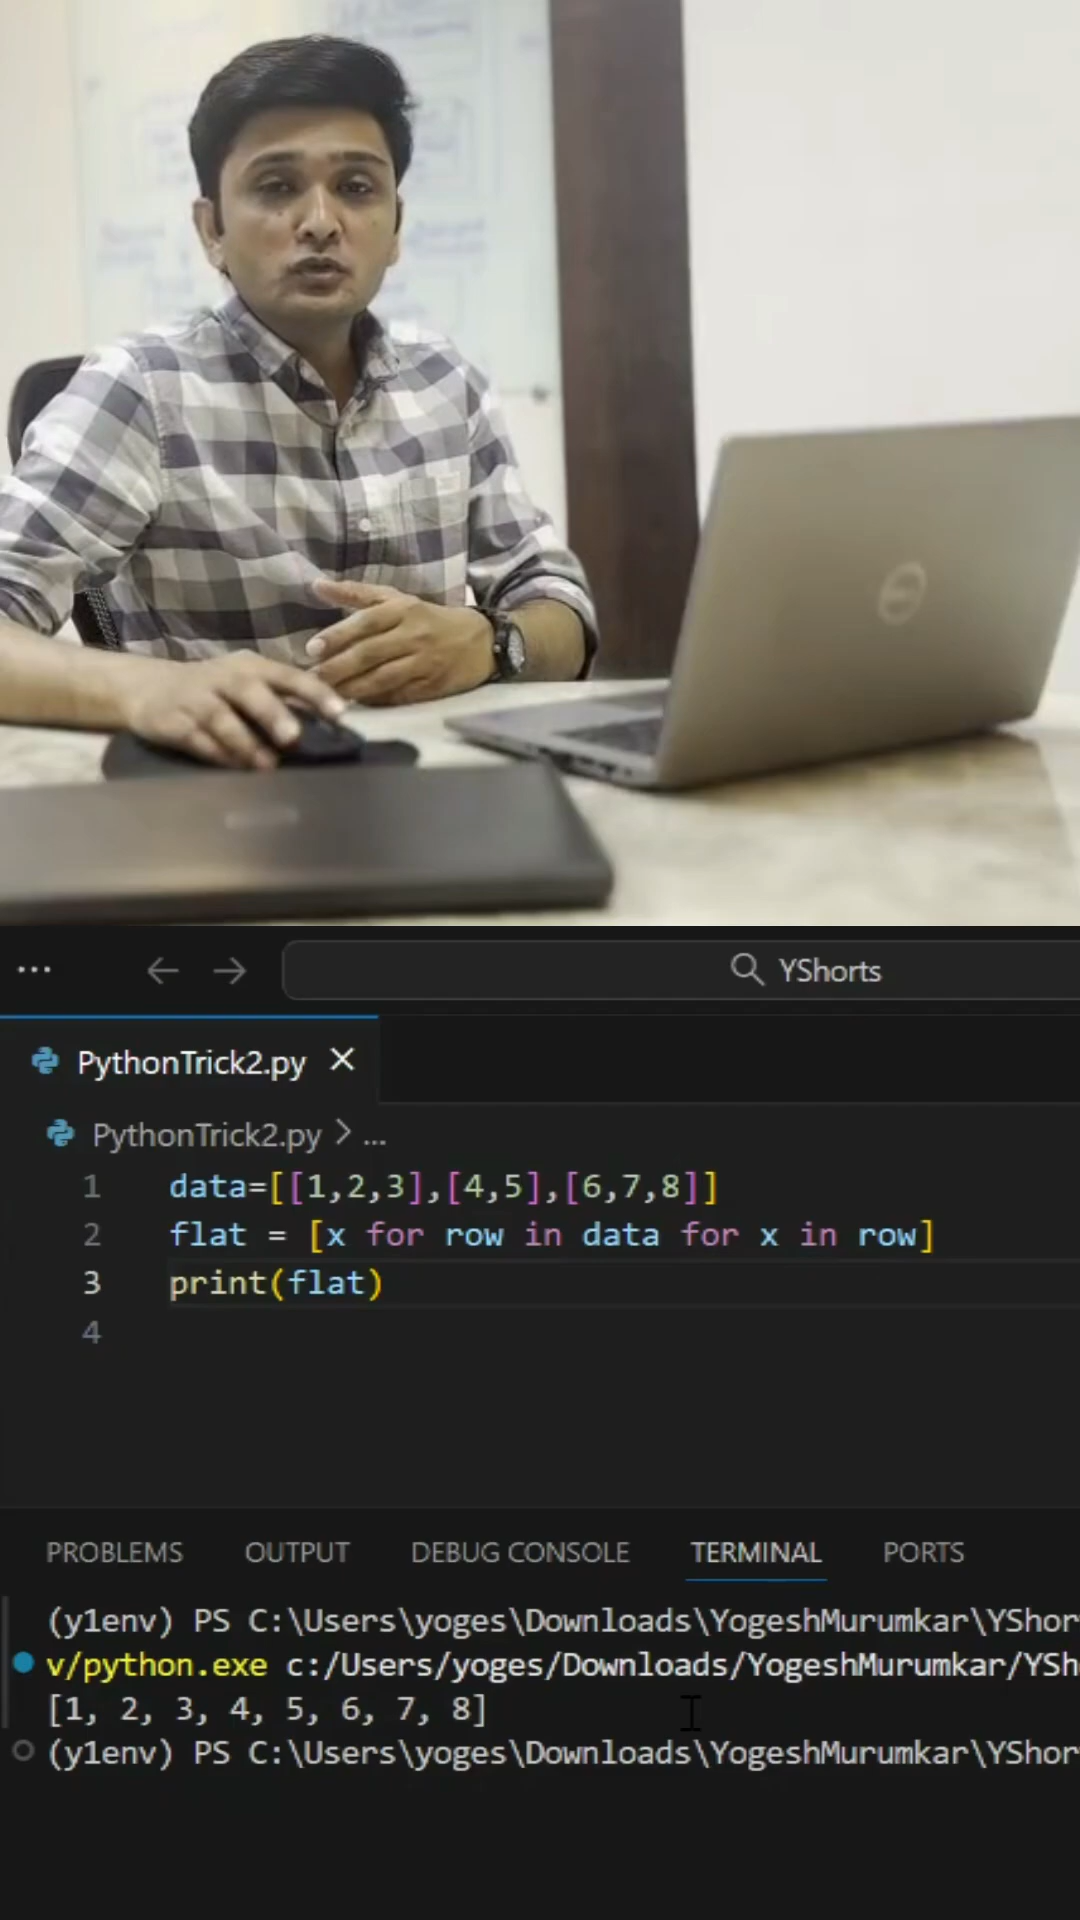 ··· ← → YShorts
PythonTrick2.py ×
PythonTrick2.py > ...
1 data=[[1,2,3],[4,5],[6,7,8]]
2 flat = [x for row in data for x in row]
3 print(flat)
4
PROBLEMS OUTPUT DEBUG CONSOLE TERMINAL PORTS
(y1env) PS C:\Users\yoges\Downloads\YogeshMurumkar\YShor
v/python.exe c:/Users/yoges/Downloads/YogeshMurumkar/YSh
[1, 2, 3, 4, 5, 6, 7, 8]
(y1env) PS C:\Users\yoges\Downloads\YogeshMurumkar\YShor